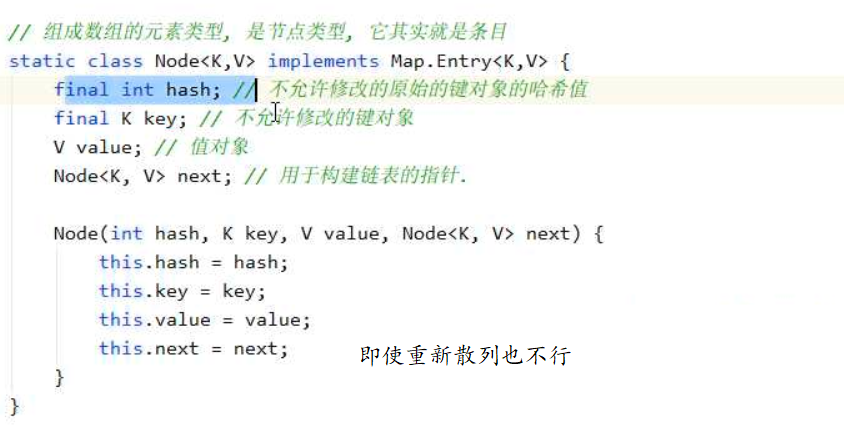 // 组成数组的元素类型, 是节点类型, 它其实就是条目
static class Node<K,V> implements Map.Entry<K,V> {
final int hash; // 不允许修改的原始的键对象的哈希值
final K key; // 不允许修改的键对象
V value; // 值对象
Node<K, V> next; // 用于构建链表的指针.
Node(int hash, K key, V value, Node<K, V> next) {
this.hash = hash;
this.key = key;
this.value = value;
this.next = next;
即使重新散列也不行
}
}